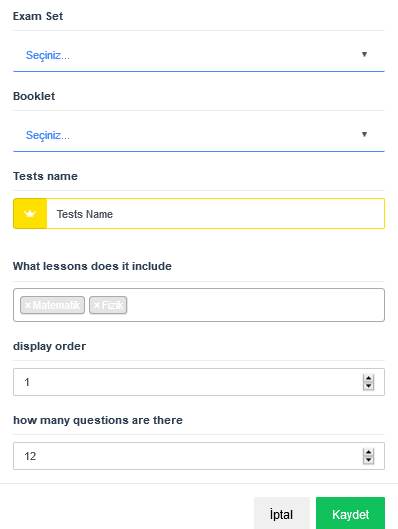 Exam Set
Seçiniz...
Booklet
Seçiniz...
Tests name
Tests Name
What lessons does it include
×Matematik ×Fizik
display order
1
how many questions are there
12
İptal Kaydet